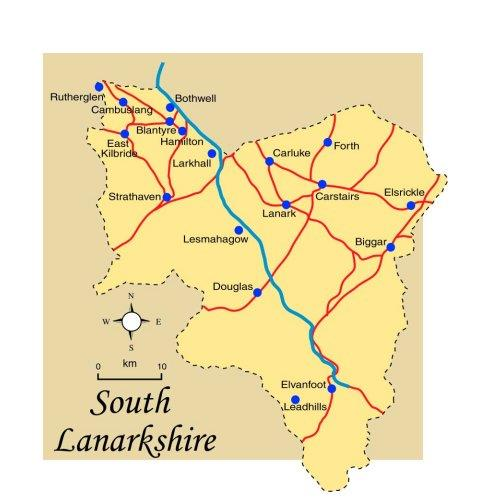 Rutherglen
Bothwell
Cambuslang
Blantyre
Hamilton
East
Kilbride
Larkhall
Forth
Carluke
Strathaven
Carstairs
Elsrickle
Lanark
Lesmahagow
Biggar
Douglas
N
W E
S
km
0 10
Elvanfoot
Leadhills
South
Lanarkshire